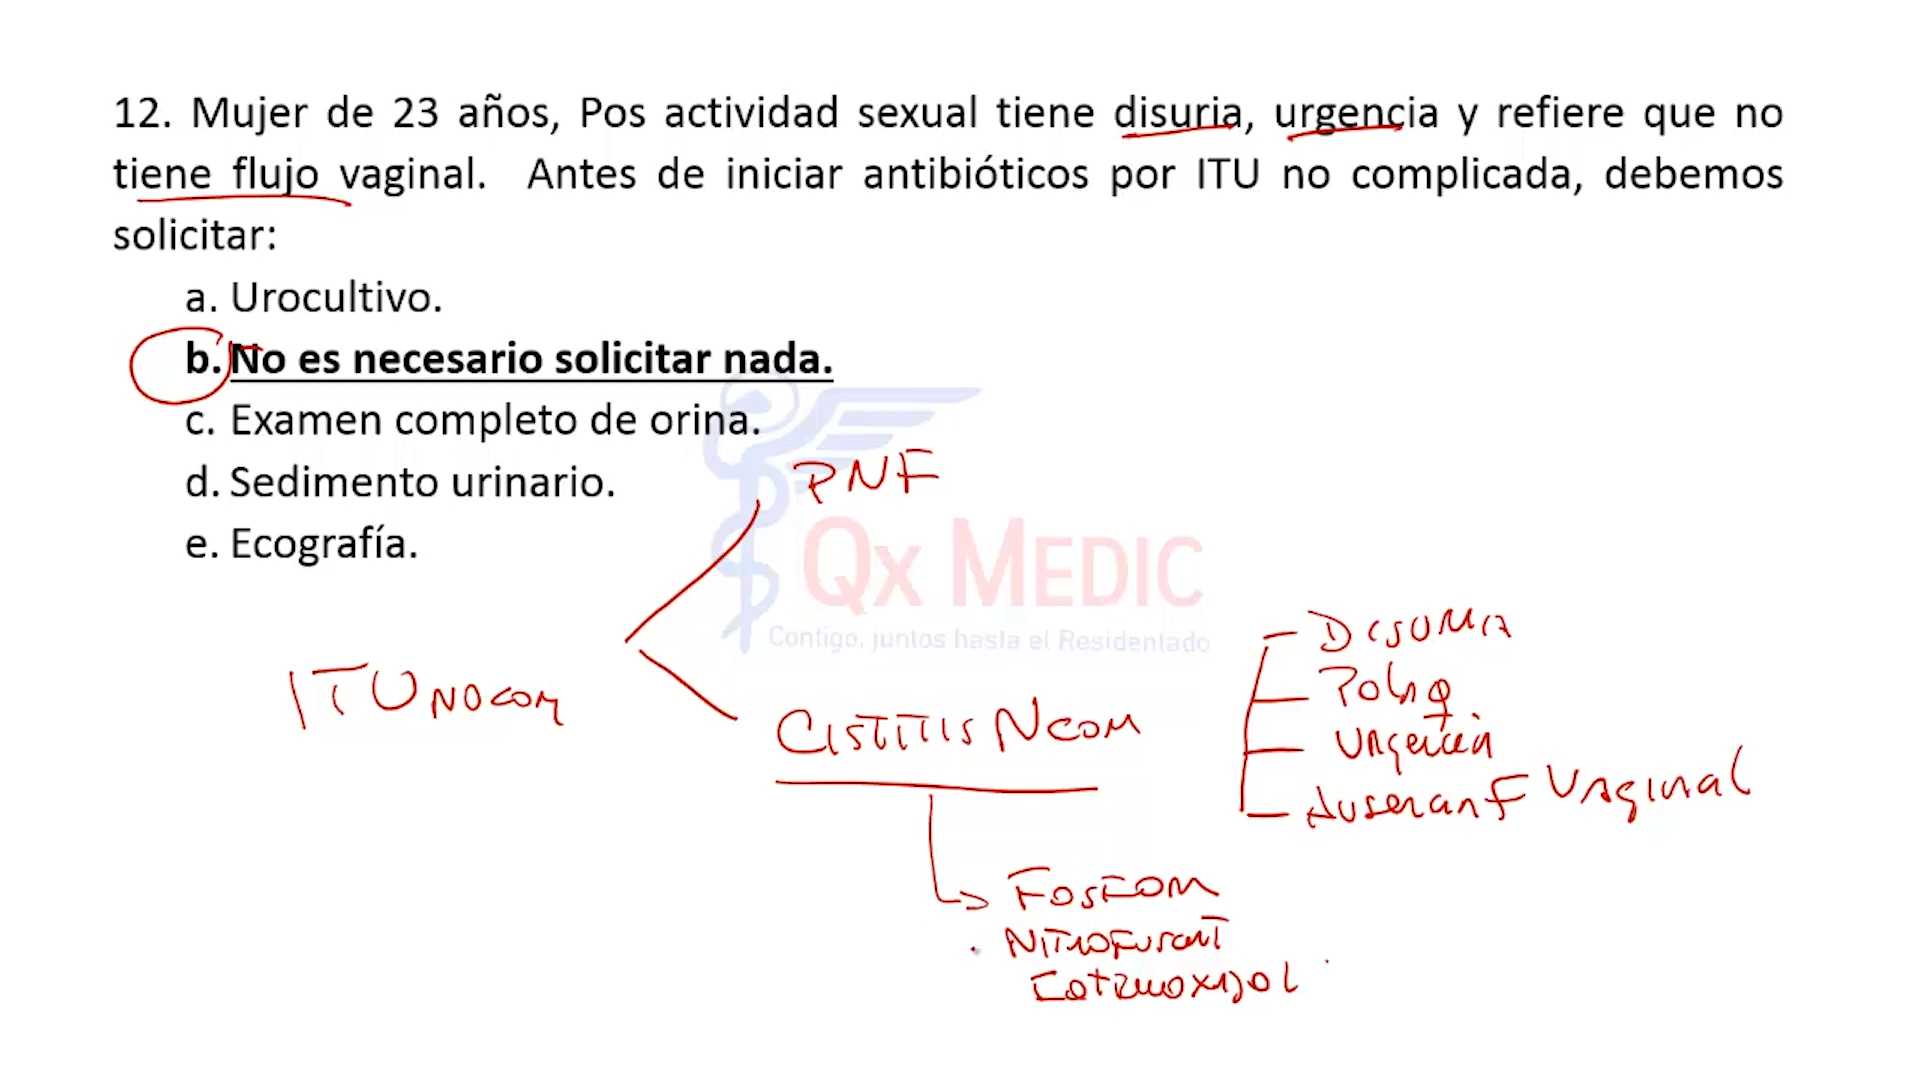 12. Mujer de 23 años, Pos actividad sexual tiene disuria, urgencia y refiere que no
tiene flujo vaginal. Antes de iniciar antibióticos por ITU no complicada, debemos
solicitar:
a. Urocultivo.
b. No es necesario solicitar nada.
c. Examen completo de orina.
d. Sedimento urinario.
e. Ecografía.
PNF
Qx MEDIC
Contigo, juntos hasta el Residentado
ITU NOCOM
CISTITIS NCOM
DISURIA
Poliq
Urgencia
F Vaginal
FOSFOM
NITROFURANT
Cotrimoxazol